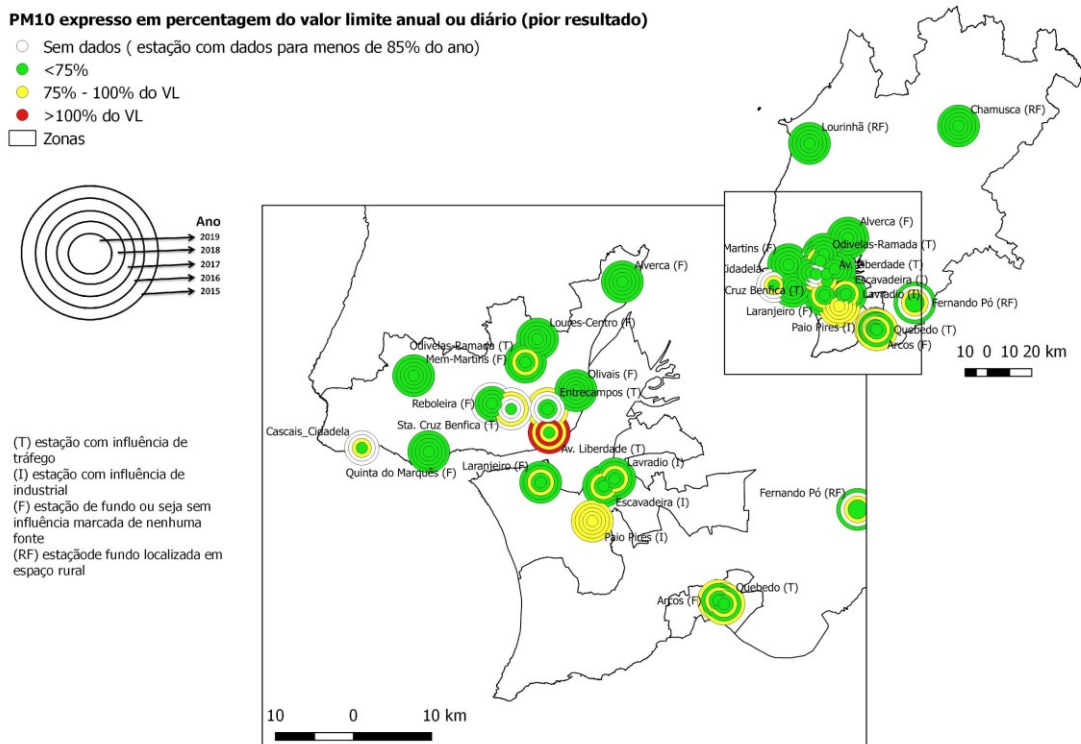 PM10 expresso em percentagem do valor limite anual ou diário (pior resultado)
Sem dados ( estação com dados para menos de 85% do ano)
<75%
75% - 100% do VL
>100% do VL
Zonas
Ano
2019
2018
2017
2016
2015
(T) estação com influência de
tráfego
(I) estação com influência de
industrial
(F) estação de fundo ou seja sem
influência marcada de nenhuma
fonte
(RF) estaçãode fundo localizada em
espaço rural
Chamusca (RF)
Lourinhã (RF)
Alverca (F)
Odivelas-Ramada (T)
Martins (F)
Av. Liberdade (T)
Cidadela
Escavadeira (I)
Cruz Benfica (T)
Lavradio (I)
Fernando Pó (RF)
Laranjeiro (F)
Paio Pires (I)
Quebedo (T)
Arcos (F)
10 0 10 20 km
Alverca (F)
Loures-Centro (F)
Odivelas-Ramada (T)
Mem-Martins (F)
Olivais (F)
Entrecampos (T)
Reboleira (F)
Sta. Cruz Benfica (T)
Cascais_Cidadela
Av. Liberdade (T)
Quinta do Marquês (F)
Laranjeiro (F)
Lavradio (I)
Fernando Pó (RF)
Escavadeira (I)
Paio Pires (I)
Quebedo (T)
Arcos (F)
10 0 10 km